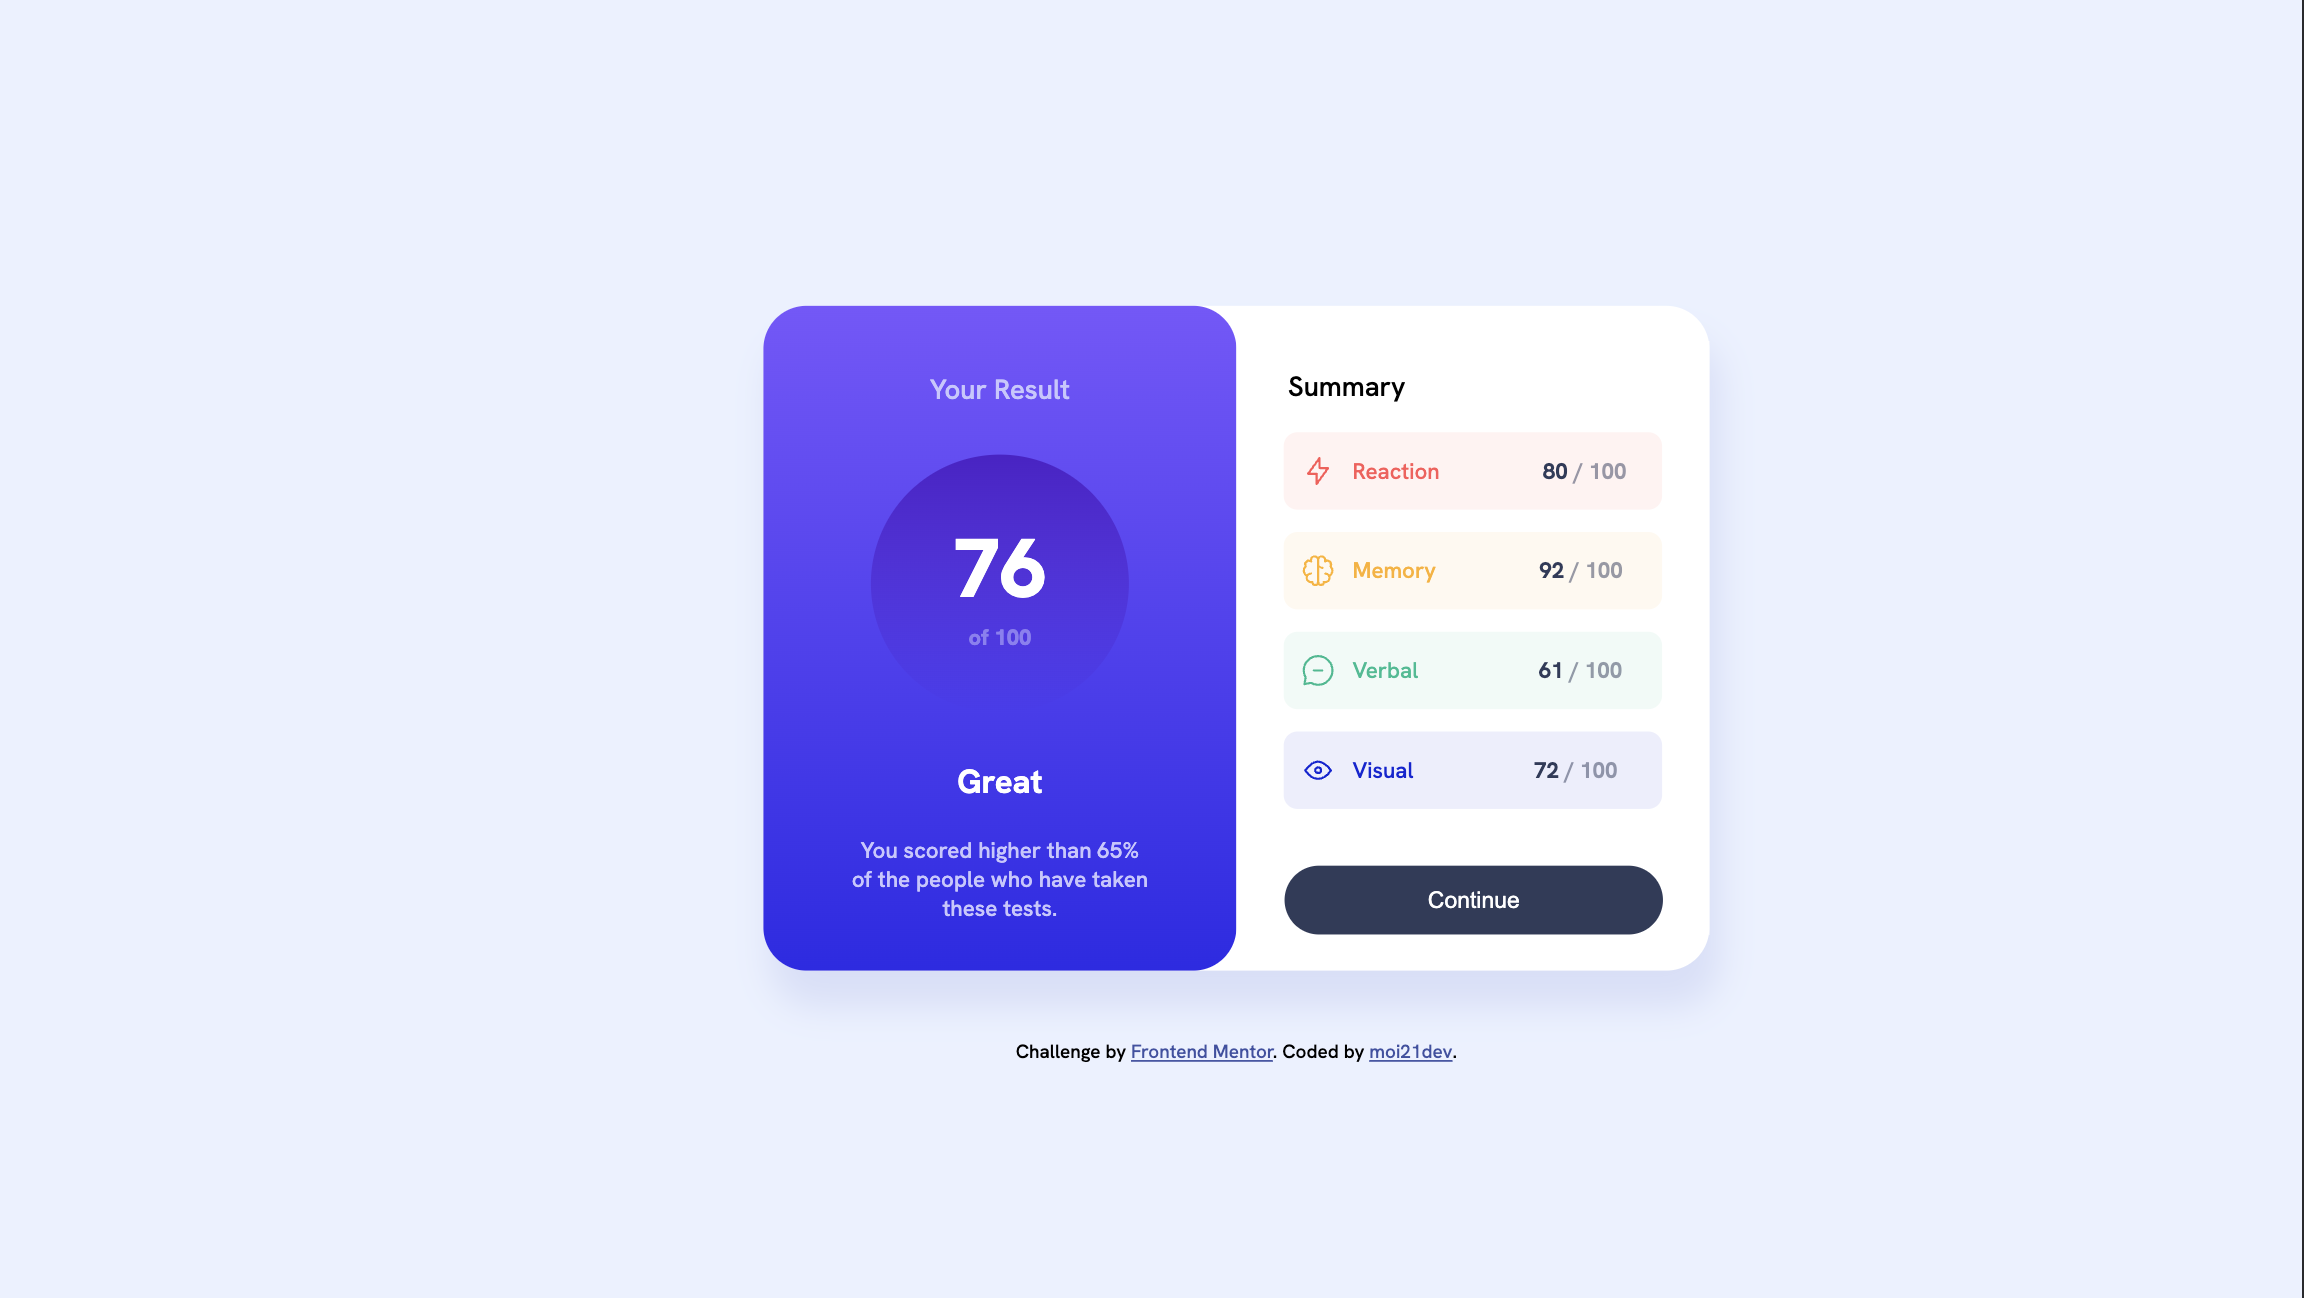 Your Result
76
of 100
Great
You scored higher than 65%
of the people who have taken
these tests.
Summary
Reaction 80 / 100
Memory 92 / 100
Verbal 61 / 100
Visual 72 / 100
Continue
Challenge by Frontend Mentor. Coded by moi21dev.